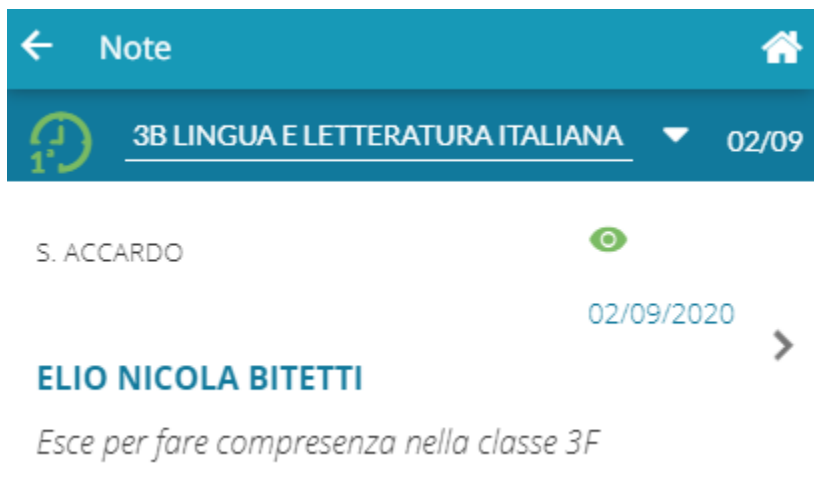 Note
1ª 3B LINGUA E LETTERATURA ITALIANA 02/09
S. ACCARDO
02/09/2020
ELIO NICOLA BITETTI
Esce per fare compresenza nella classe 3F